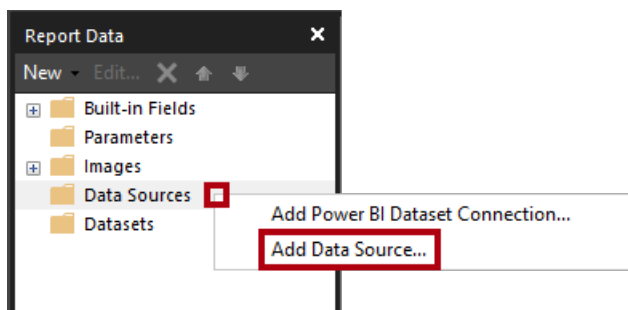 Report Data
New Edit...
Built-in Fields
Parameters
Images
Data Sources
Datasets
Add Power BI Dataset Connection...
Add Data Source...